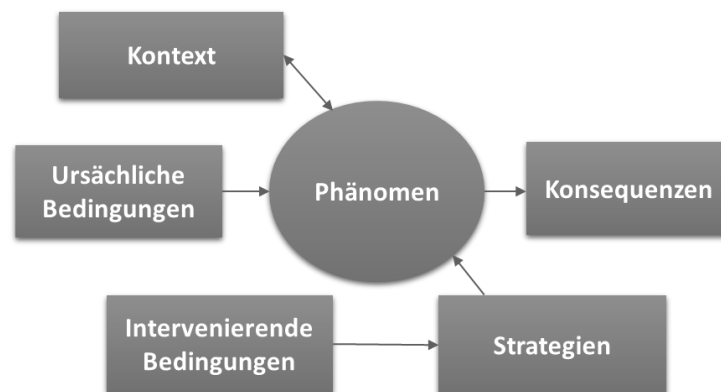 Kontext
Ursächliche
Bedingungen
Phänomen
Konsequenzen
Intervenierende
Bedingungen
Strategien